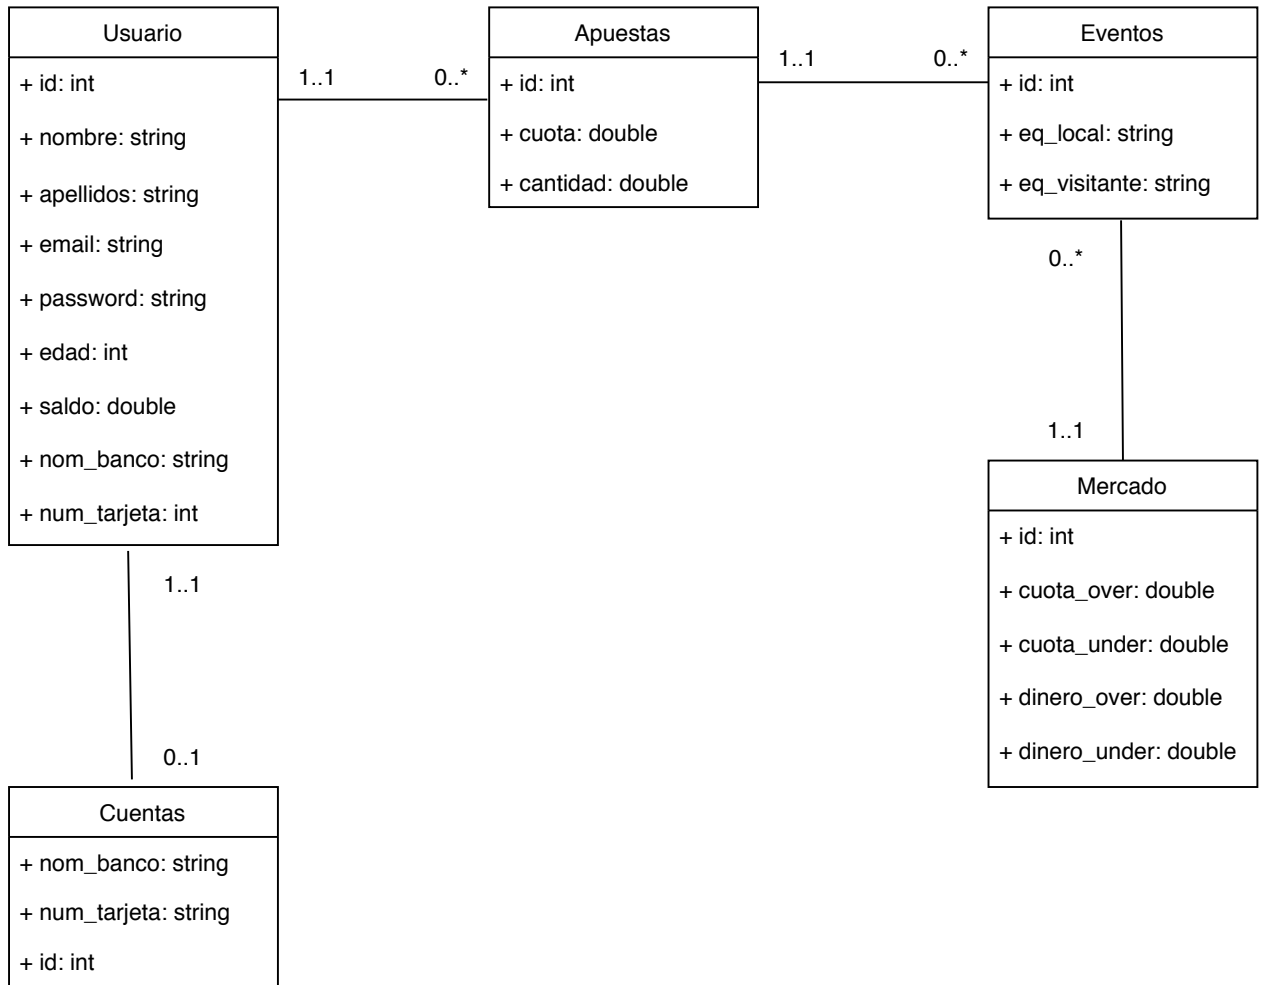 Usuario
+ id: int
+ nombre: string
+ apellidos: string
+ email: string
+ password: string
+ edad: int
+ saldo: double
+ nom_banco: string
+ num_tarjeta: int
1..1
0..*
Apuestas
+ id: int
+ cuota: double
+ cantidad: double
1..1
0..*
Eventos
+ id: int
+ eq_local: string
+ eq_visitante: string
0..*
1..1
Mercado
+ id: int
+ cuota_over: double
+ cuota_under: double
+ dinero_over: double
+ dinero_under: double
1..1
0..1
Cuentas
+ nom_banco: string
+ num_tarjeta: string
+ id: int